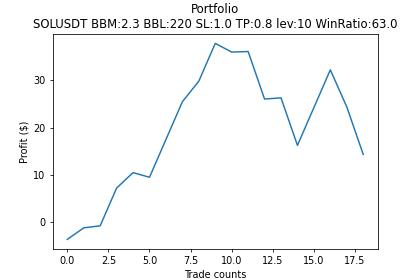 Portfolio
SOLUSDT BBM:2.3 BBL:220 SL:1.0 TP:0.8 lev:10 WinRatio:63.0
30
20
10
0
Profit ($)
0.0 2.5 5.0 7.5 10.0 12.5 15.0 17.5
Trade counts